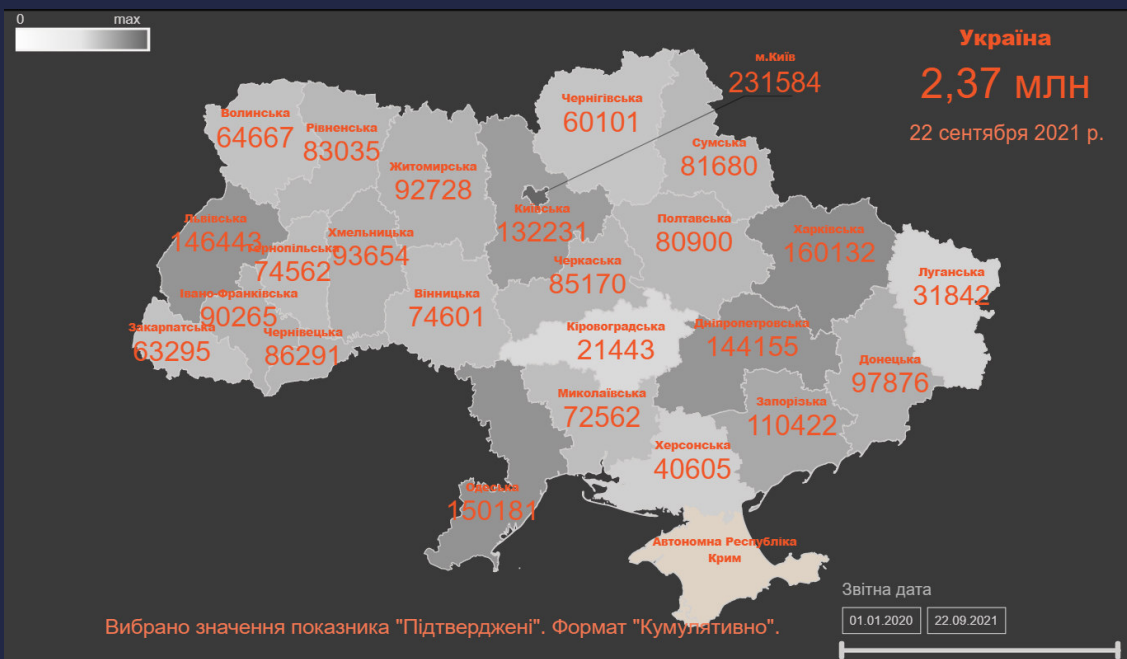 0 max
Україна
2,37 млн
22 сентября 2021 р.
м.Київ
231584
Чернігівська
60101
Волинська
64667
Рівненська
83035
Сумська
81680
Житомирська
92728
Київська
132231
Львівська
146443
Тернопільська
74562
Хмельницька
93654
Полтавська
80900
Харківська
160132
Черкаська
85170
Луганська
31842
Івано-Франківська
90265
Вінницька
74601
Закарпатська
63295
Чернівецька
86291
Кіровоградська
21443
Дніпропетровська
144155
Донецька
97876
Миколаївська
72562
Запорізька
110422
Херсонська
40605
Одеська
150181
Автономна Республіка
Крим
Звітна дата
01.01.2020 22.09.2021
Вибрано значення показника "Підтверджені". Формат "Кумулятивно".